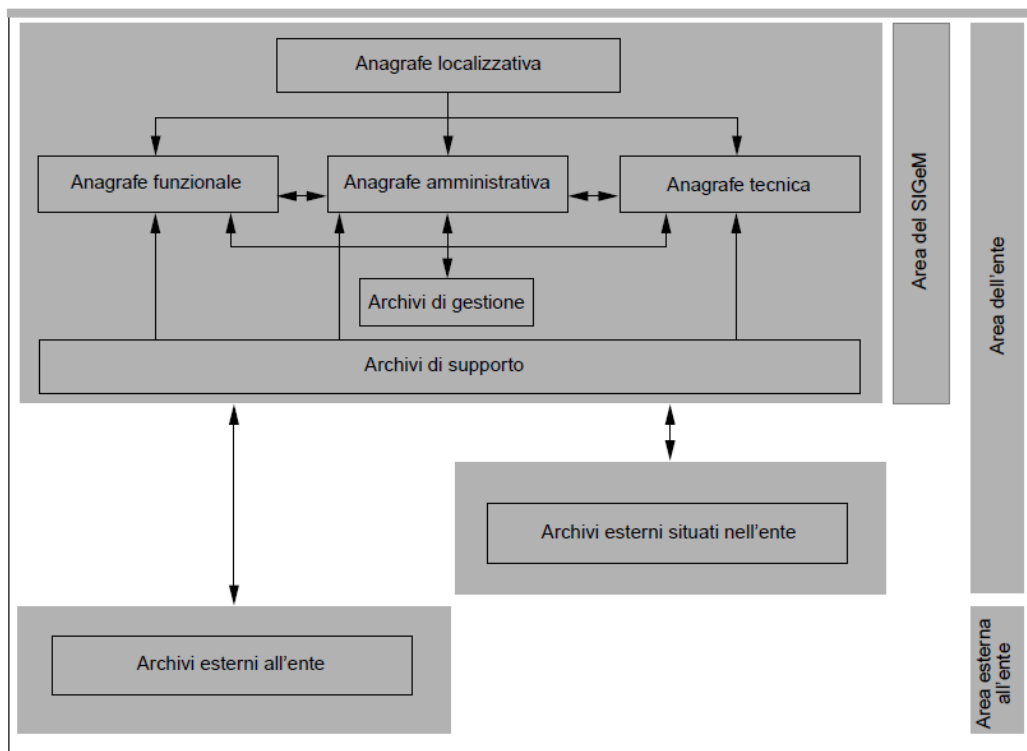 Anagrafe localizzativa
Anagrafe funzionale
Anagrafe amministrativa
Anagrafe tecnica
Archivi di gestione
Archivi di supporto
Archivi esterni situati nell'ente
Archivi esterni all'ente
Area del SIGeM
Area dell'ente
Area esterna
all'ente